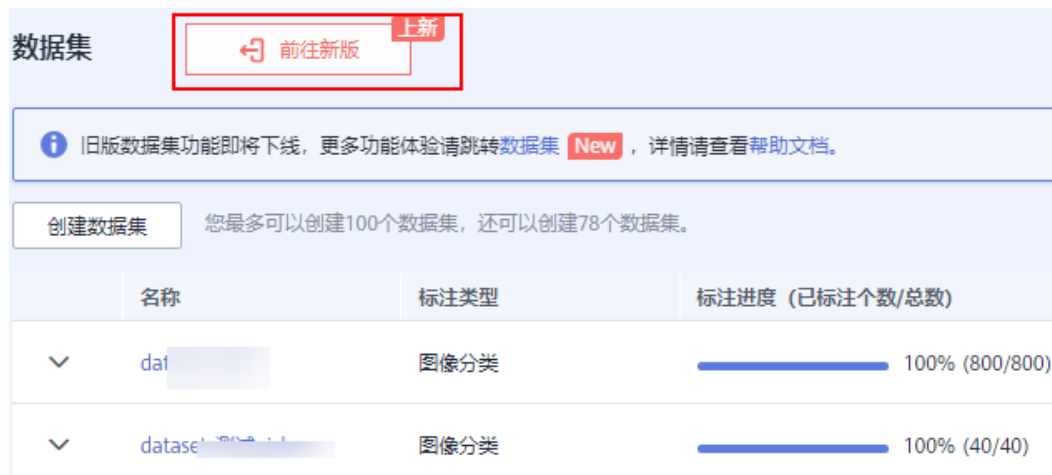 数据集
前往新版
上新
旧版数据集功能即将下线，更多功能体验请跳转数据集 New ，详情请查看帮助文档。
创建数据集
您最多可以创建100个数据集，还可以创建78个数据集。
名称 标注类型 标注进度（已标注个数/总数）
图像分类 100% (800/800)
图像分类 100% (40/40)